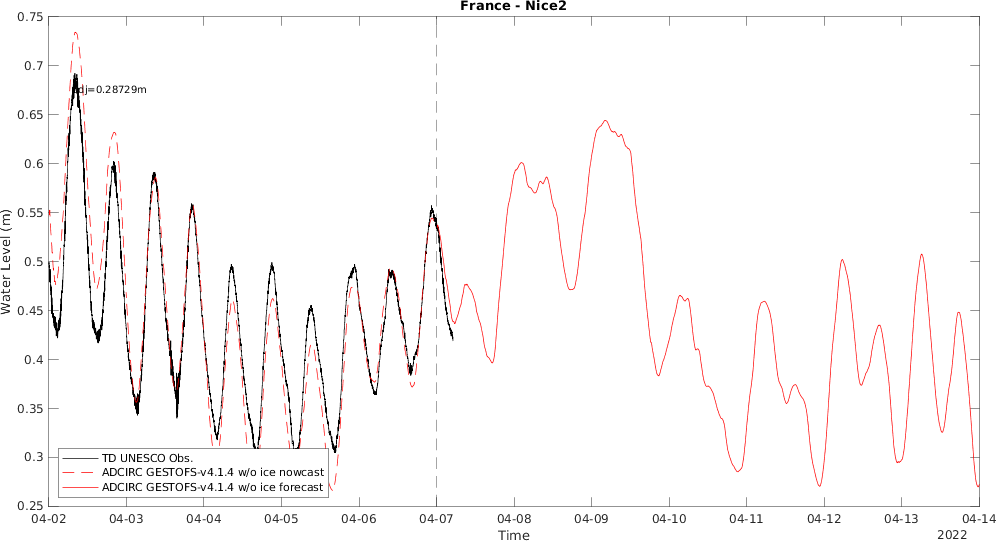 France - Nice2
0.75
0.7
0.65
0.6
0.55
0.5
0.45
0.4
0.35
0.3
0.25
Water Level (m)
dj=0.28729m
TD UNESCO Obs.
ADCIRC GESTOFS-v4.1.4 w/o ice nowcast
ADCIRC GESTOFS-v4.1.4 w/o ice forecast
04-02 04-03 04-04 04-05 04-06 04-07 04-08 04-09 04-10 04-11 04-12 04-13 04-14
Time
2022